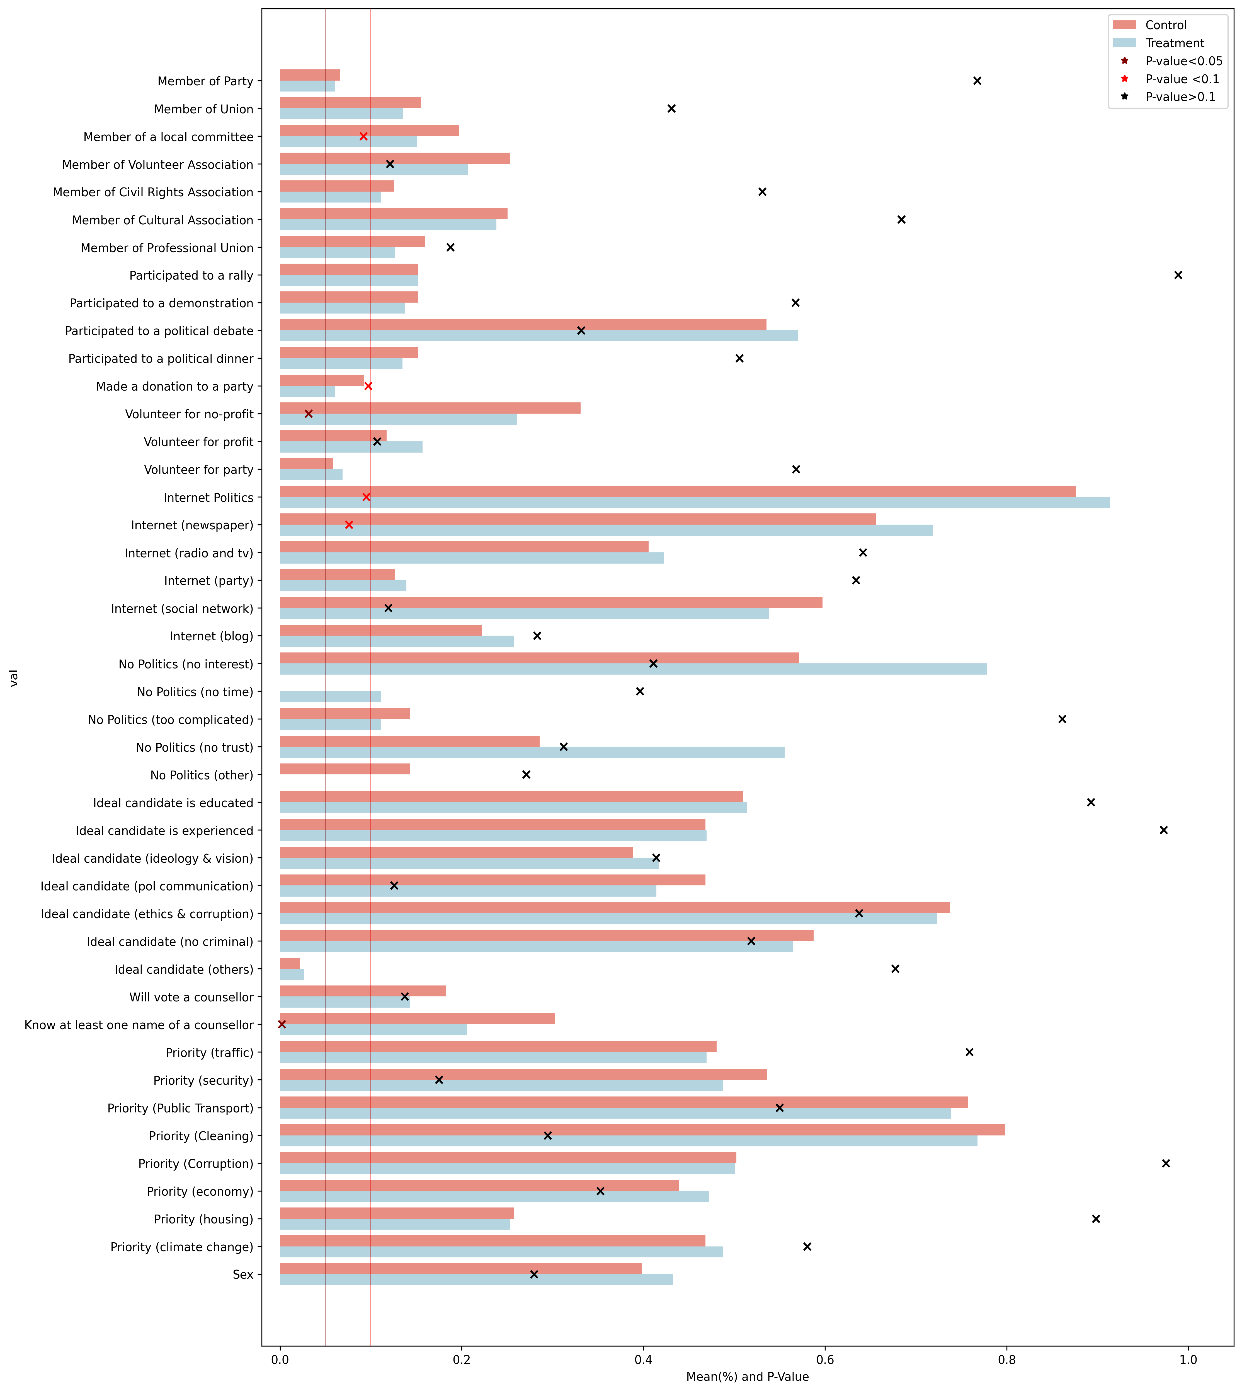 Control
Treatment
P-value<0.05
P-value <0.1
P-value>0.1
Member of Party
Member of Union
Member of a local committee
Member of Volunteer Association
Member of Civil Rights Association
Member of Cultural Association
Member of Professional Union
Participated to a rally
Participated to a demonstration
Participated to a political debate
Participated to a political dinner
Made a donation to a party
Volunteer for no-profit
Volunteer for profit
Volunteer for party
Internet Politics
Internet (newspaper)
Internet (radio and tv)
Internet (party)
Internet (social network)
Internet (blog)
No Politics (no interest)
No Politics (no time)
No Politics (too complicated)
No Politics (no trust)
No Politics (other)
Ideal candidate is educated
Ideal candidate is experienced
Ideal candidate (ideology & vision)
Ideal candidate (pol communication)
Ideal candidate (ethics & corruption)
Ideal candidate (no criminal)
Ideal candidate (others)
Will vote a counsellor
Know at least one name of a counsellor
Priority (traffic)
Priority (security)
Priority (Public Transport)
Priority (Cleaning)
Priority (Corruption)
Priority (economy)
Priority (housing)
Priority (climate change)
Sex
val
0.0 0.2 0.4 0.6 0.8 1.0
Mean(%) and P-Value